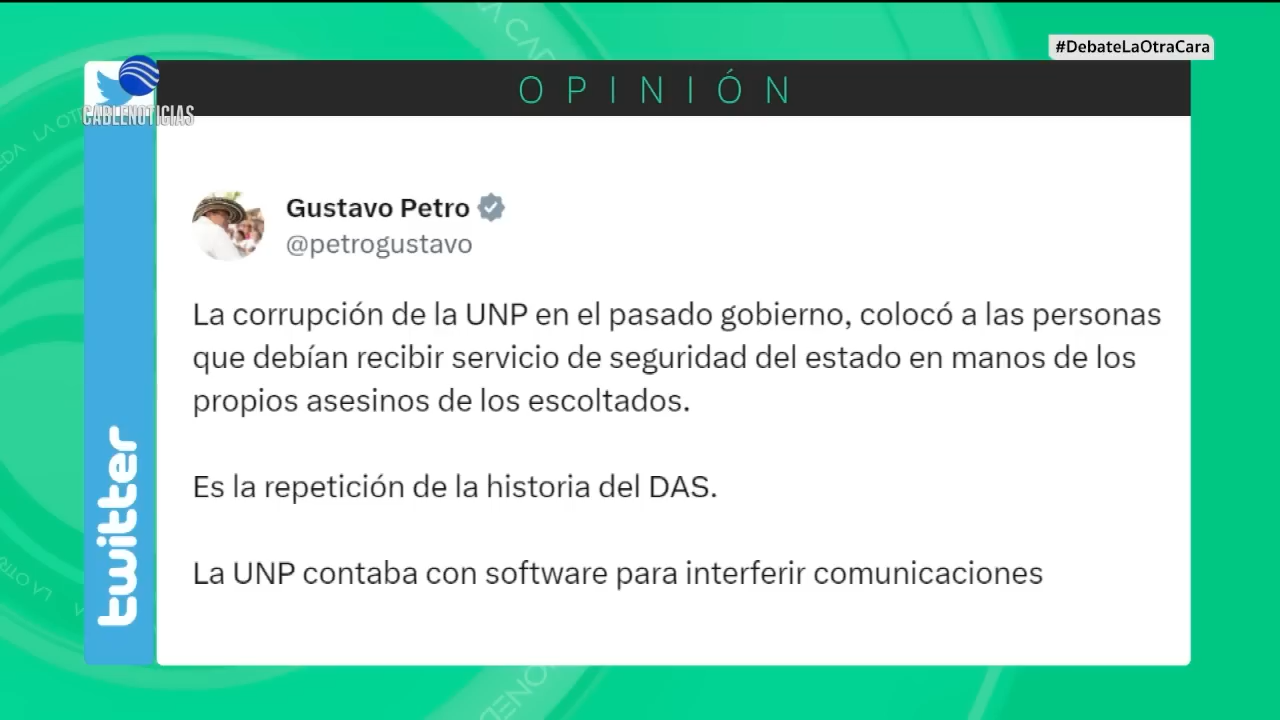 #DebateLaOtraCara
OPINIÓN
CABLENOTICIAS
Gustavo Petro
@petrogustavo
La corrupción de la UNP en el pasado gobierno, colocó a las personas
que debían recibir servicio de seguridad del estado en manos de los
propios asesinos de los escoltados.
Es la repetición de la historia del DAS.
La UNP contaba con software para interferir comunicaciones
twitter